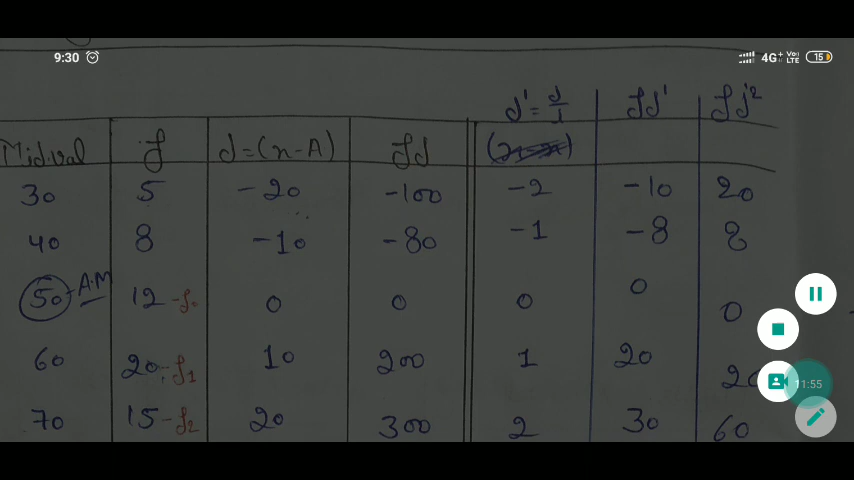 9:30 4G+ Vo) LTE 15
d' = d/i fd' fd'²
Mid.val f d=(x-A) fd
30 5 -20 -100 -2 -10 20
40 8 -10 -80 -1 -8 8
50-A.M 12-f₀ 0 0 0 0 0
60 20-f₁ 10 200 1 20 20
70 15-f₂ 20 300 2 30 60
11:55